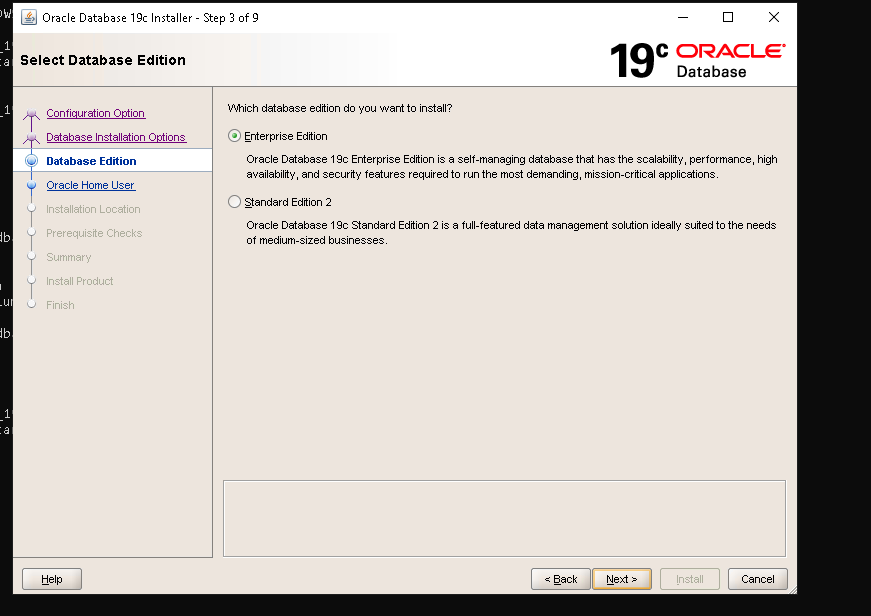 Oracle Database 19c Installer - Step 3 of 9
Select Database Edition
19c ORACLE®
Database
Configuration Option
Database Installation Options
Database Edition
Oracle Home User
Installation Location
Prerequisite Checks
Summary
Install Product
Finish
Which database edition do you want to install?
Enterprise Edition
Oracle Database 19c Enterprise Edition is a self-managing database that has the scalability, performance, high
availability, and security features required to run the most demanding, mission-critical applications.
Standard Edition 2
Oracle Database 19c Standard Edition 2 is a full-featured data management solution ideally suited to the needs
of medium-sized businesses.
Help
< Back
Next >
Install
Cancel